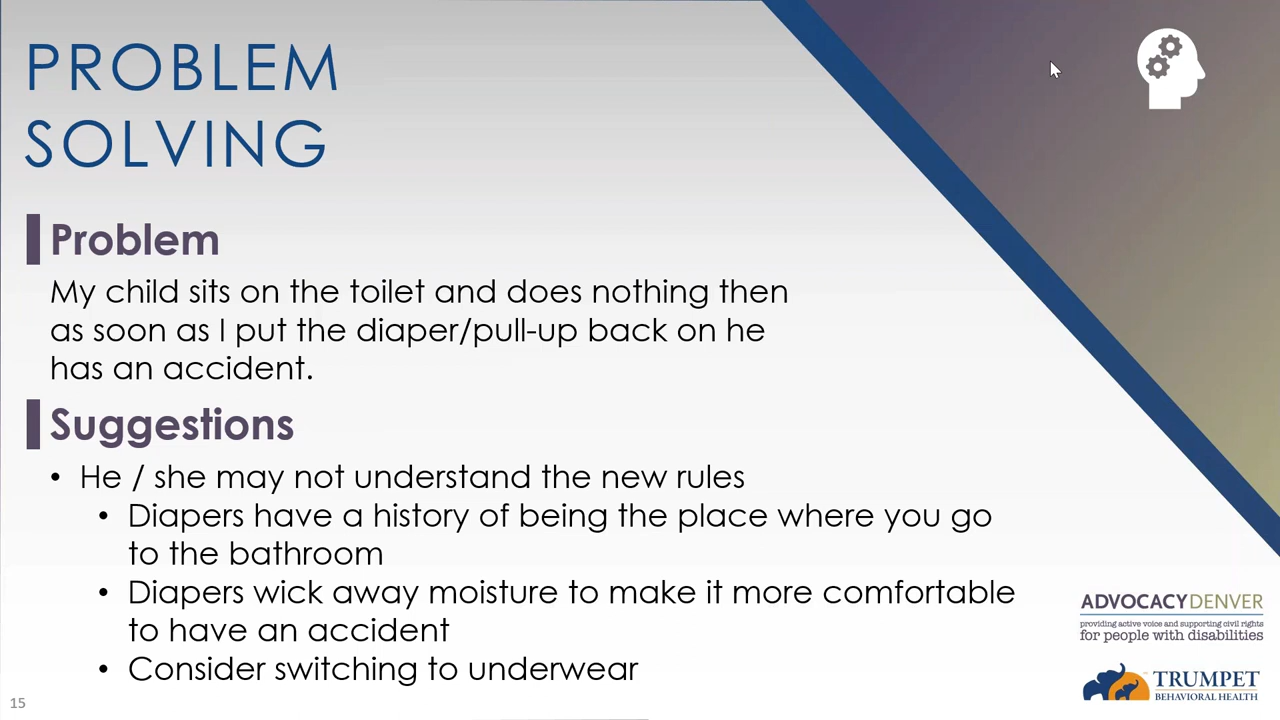 PROBLEM
SOLVING
Problem
My child sits on the toilet and does nothing then
as soon as I put the diaper/pull-up back on he
has an accident.
Suggestions
• He / she may not understand the new rules
• Diapers have a history of being the place where you go
to the bathroom
• Diapers wick away moisture to make it more comfortable
to have an accident
• Consider switching to underwear
ADVOCACYDENVER
providing active voice and supporting civil rights
for people with disabilities
TRUMPET
BEHAVIORAL HEALTH
15